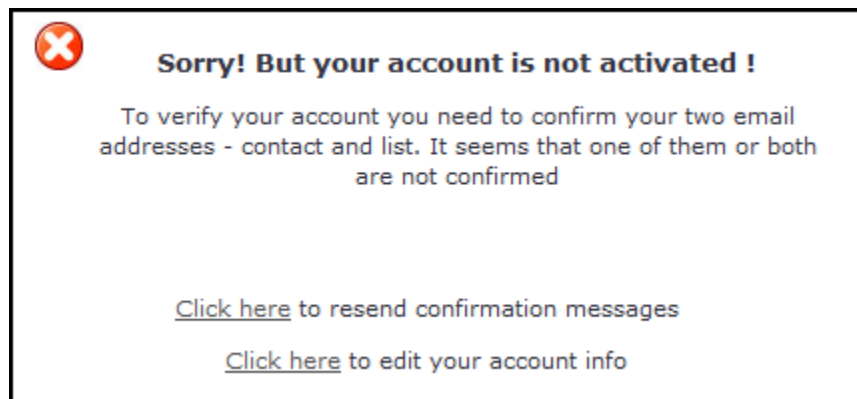 Sorry! But your account is not activated !
To verify your account you need to confirm your two email
addresses - contact and list. It seems that one of them or both
are not confirmed
Click here to resend confirmation messages
Click here to edit your account info